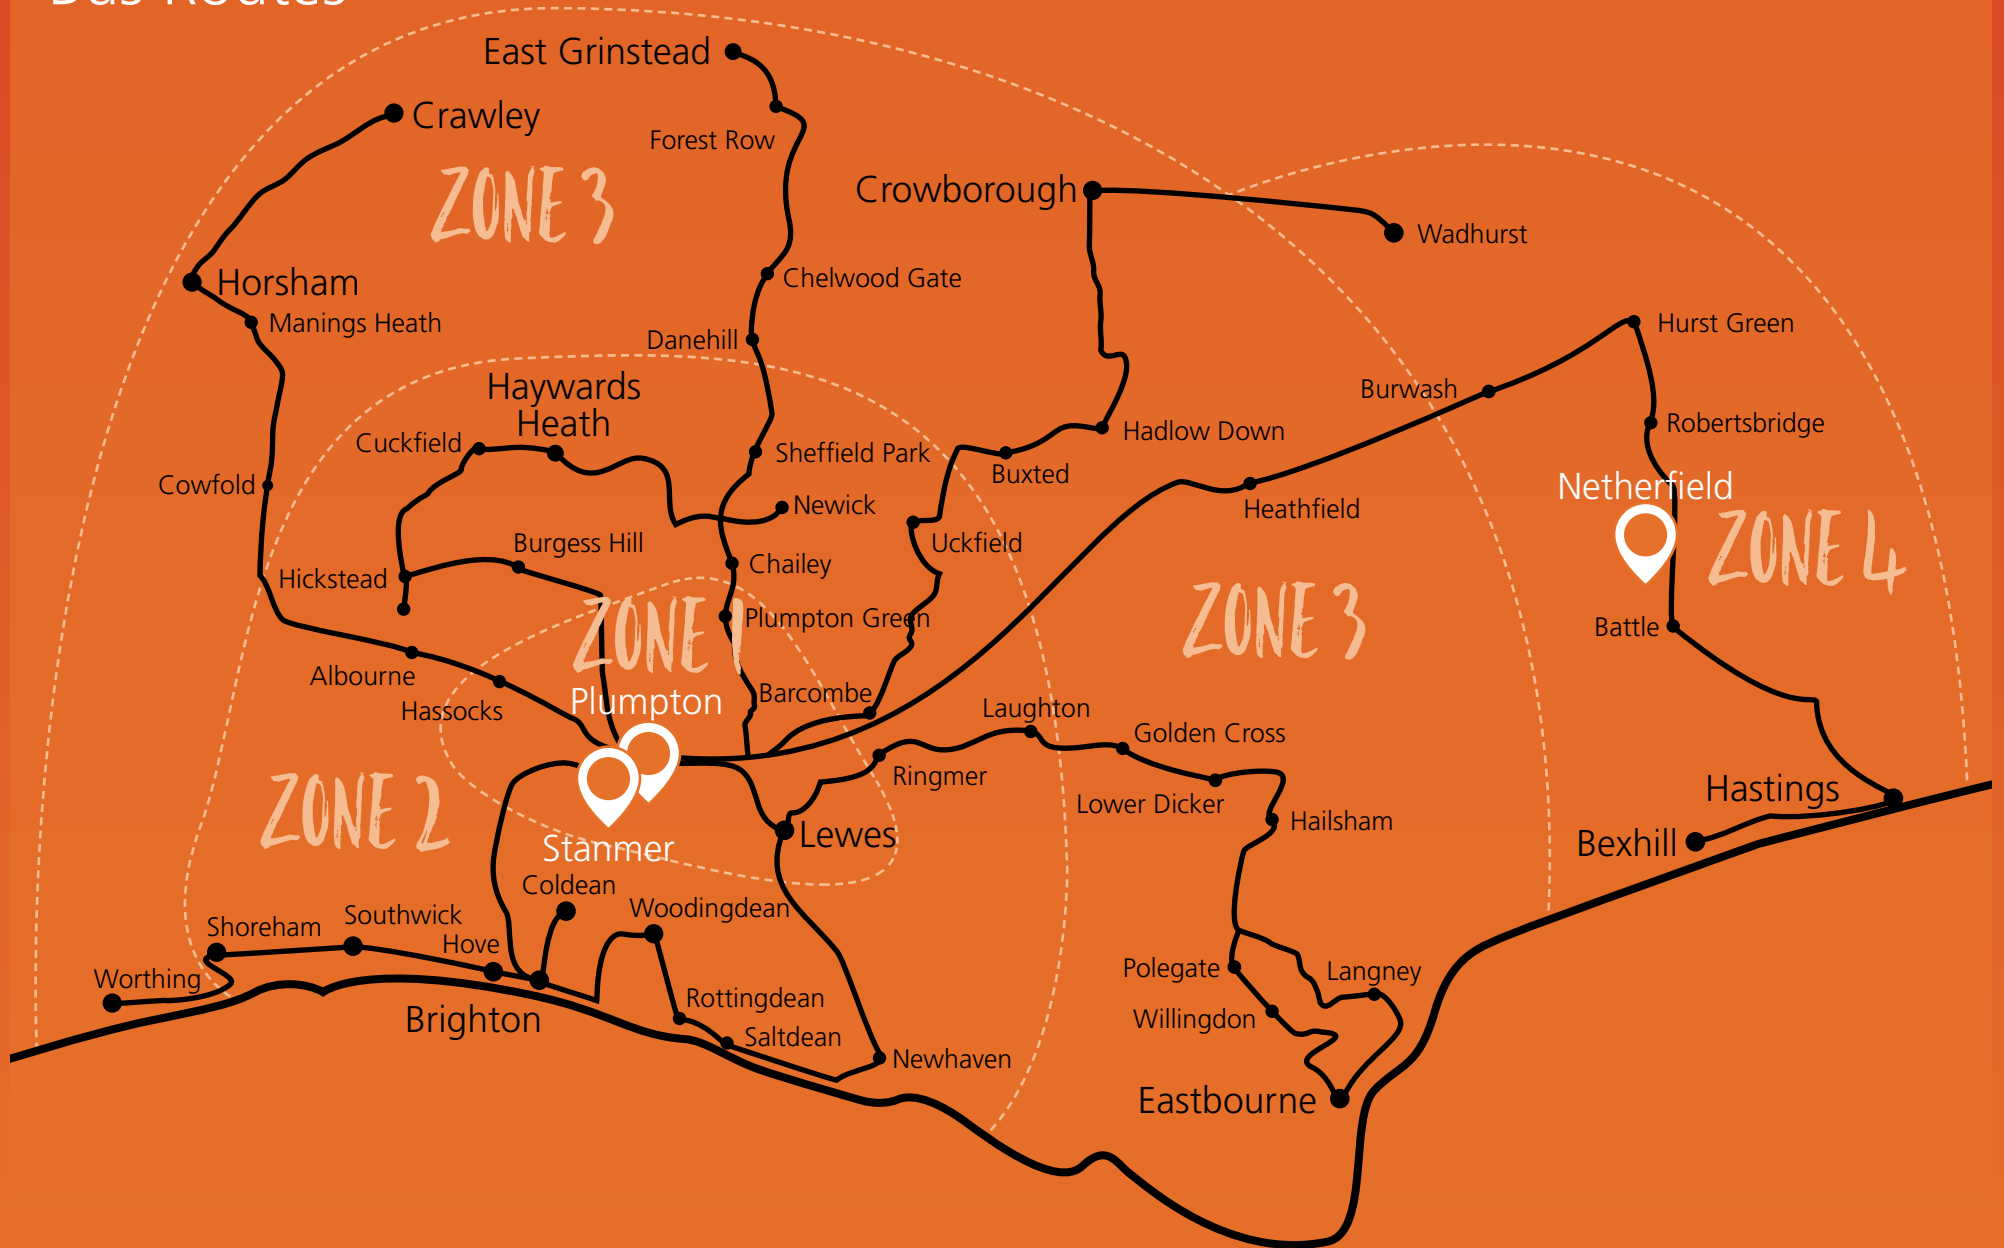 Bus Routes
East Grinstead
Crawley
Forest Row
ZONE 3
Crowborough
Wadhurst
Horsham
Chelwood Gate
Manings Heath
Hurst Green
Danehill
Haywards
Heath
Burwash
Cuckfield
Sheffield Park
Hadlow Down
Robertsbridge
Buxted
Cowfold
Newick
Netherfield
Heathfield
Burgess Hill
Uckfield
ZONE 4
Hickstead
Chailey
ZONE 1
Plumpton Green
ZONE 3
Battle
Albourne
Plumpton
Barcombe
Hassocks
Laughton
Golden Cross
Ringmer
Hastings
ZONE 2
Lower Dicker
Hailsham
Lewes
Bexhill
Stanmer
Coldean
Woodingdean
Southwick
Shoreham
Hove
Polegate
Langney
Worthing
Rottingdean
Brighton
Willingdon
Saltdean
Newhaven
Eastbourne